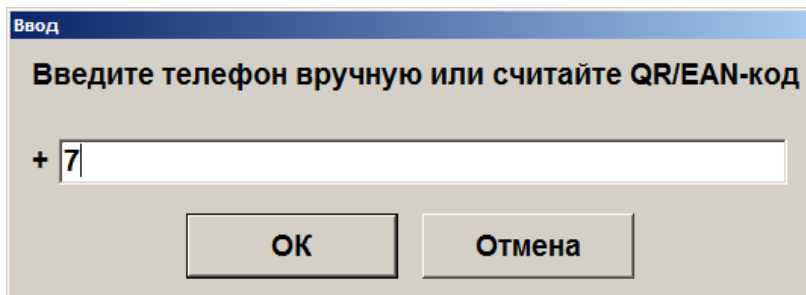 Ввод
Введите телефон вручную или считайте QR/EAN-код
+ 7
ОК Отмена